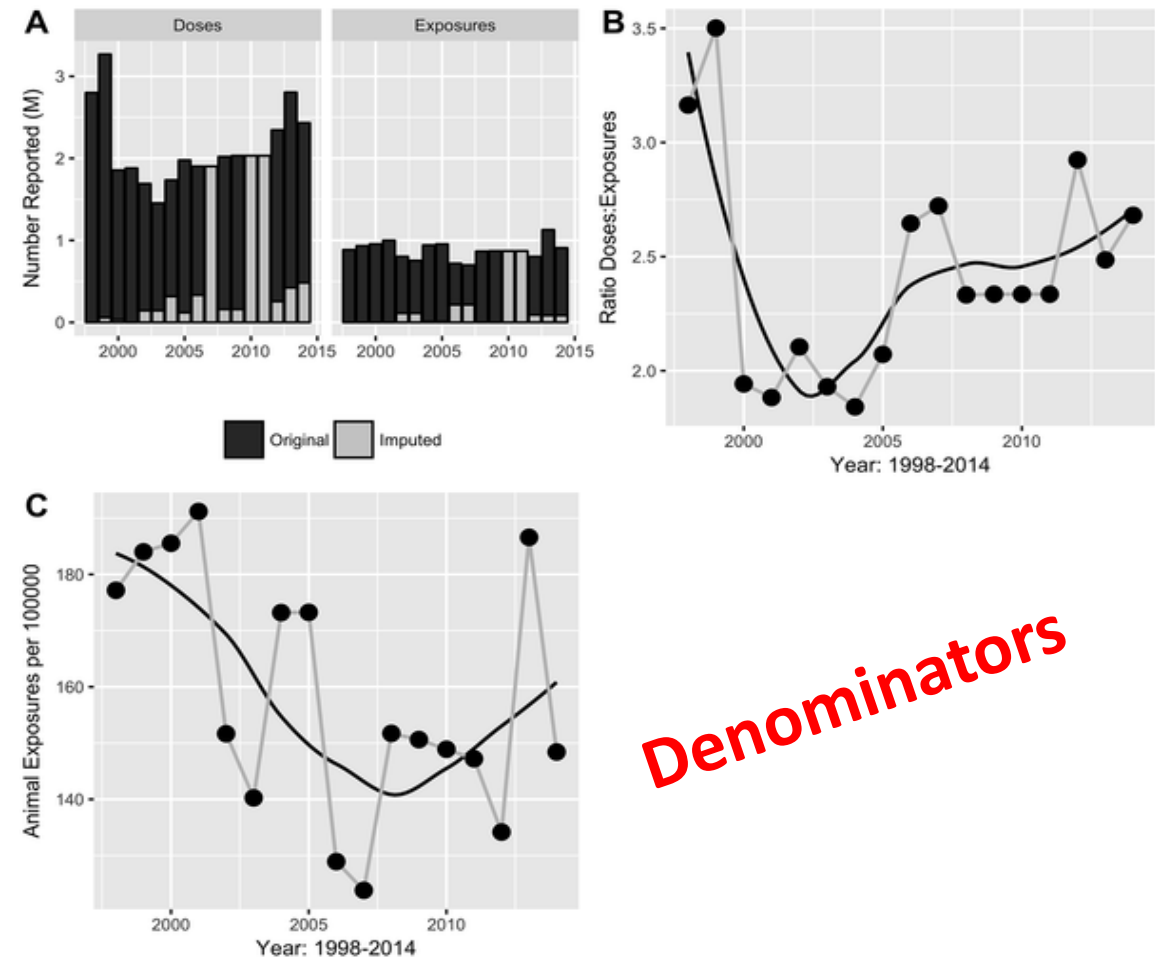 A
Doses
Exposures
Number Reported (M)
3
2
1
0
2000 2005 2010 2015
2000 2005 2010 2015
Original Imputed
B
Ratio Doses:Exposures
3.5
3.0
2.5
2.0
2000 2005 2010
Year: 1998-2014
C
Animal Exposures per 100000
180
160
140
2000 2005 2010
Year: 1998-2014
Denominators